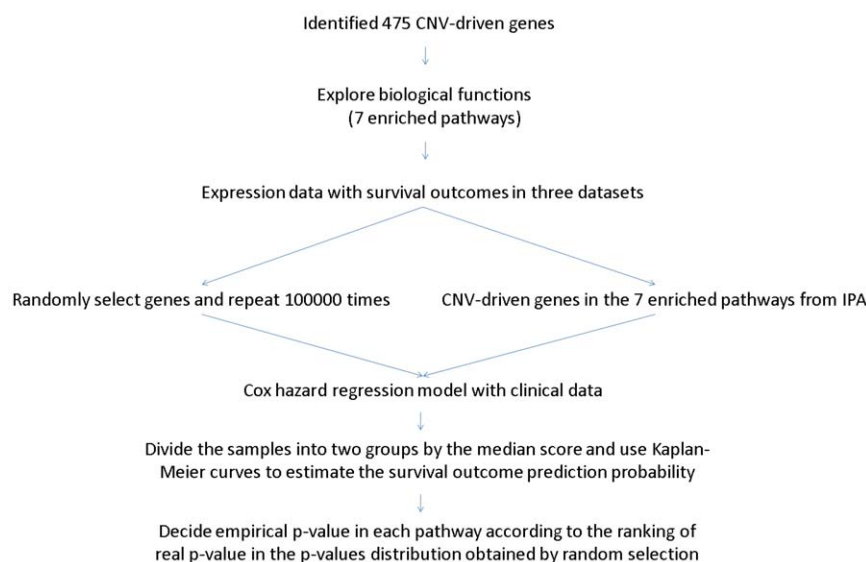 Identified 475 CNV-driven genes
Explore biological functions
(7 enriched pathways)
Expression data with survival outcomes in three datasets
Randomly select genes and repeat 100000 times
CNV-driven genes in the 7 enriched pathways from IPA
Cox hazard regression model with clinical data
Divide the samples into two groups by the median score and use Kaplan-
Meier curves to estimate the survival outcome prediction probability
Decide empirical p-value in each pathway according to the ranking of
real p-value in the p-values distribution obtained by random selection